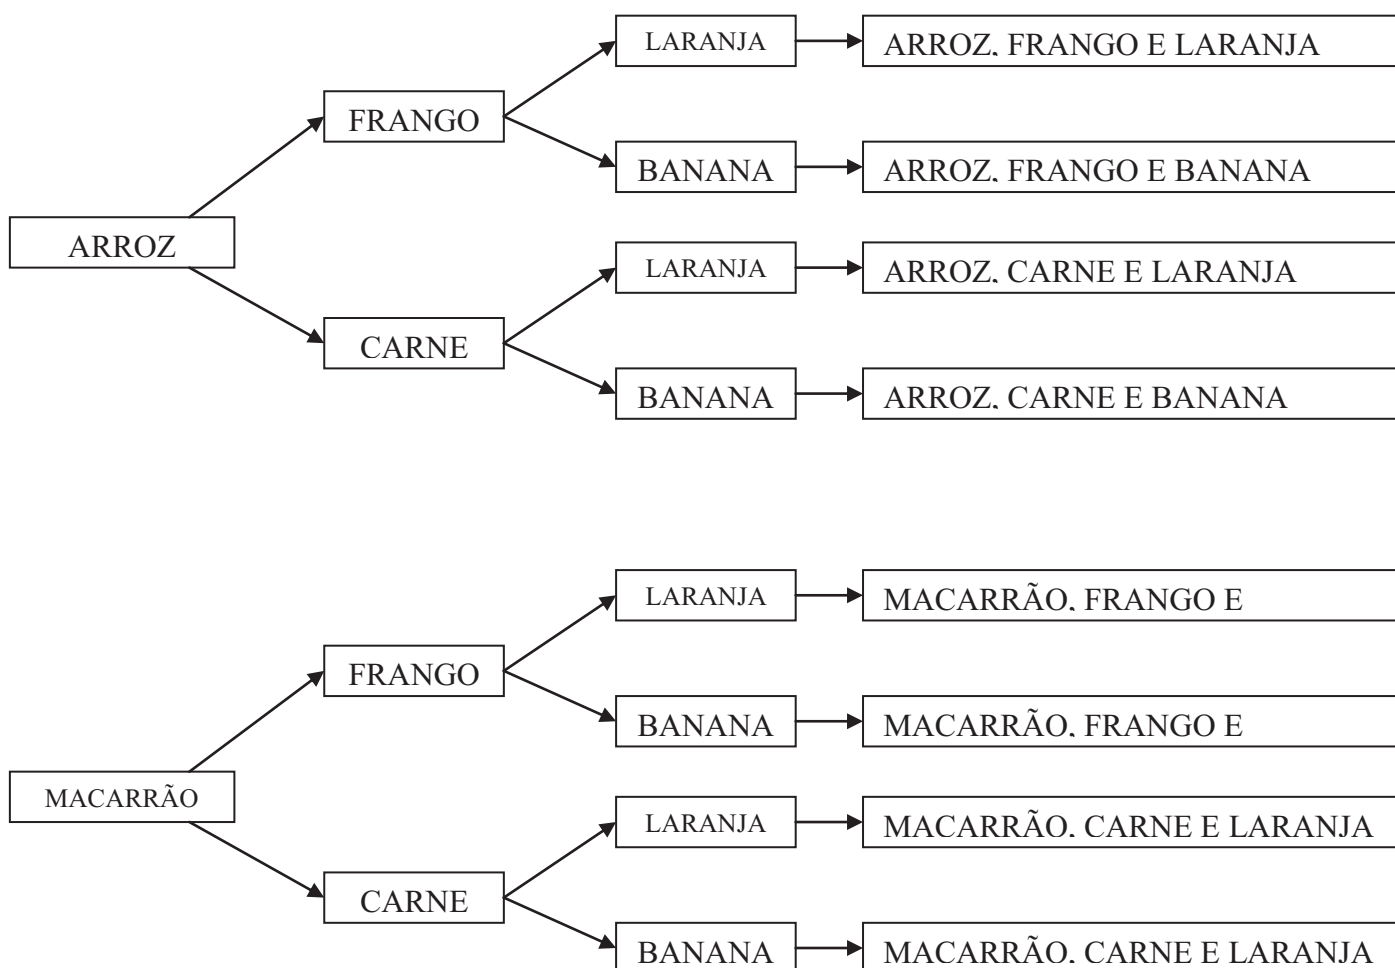 LARANJA
ARROZ, FRANGO E LARANJA
FRANGO
BANANA
ARROZ, FRANGO E BANANA
ARROZ
LARANJA
ARROZ, CARNE E LARANJA
CARNE
BANANA
ARROZ, CARNE E BANANA
LARANJA
MACARRÃO, FRANGO E
FRANGO
BANANA
MACARRÃO, FRANGO E
MACARRÃO
LARANJA
MACARRÃO, CARNE E LARANJA
CARNE
BANANA
MACARRÃO, CARNE E LARANJA